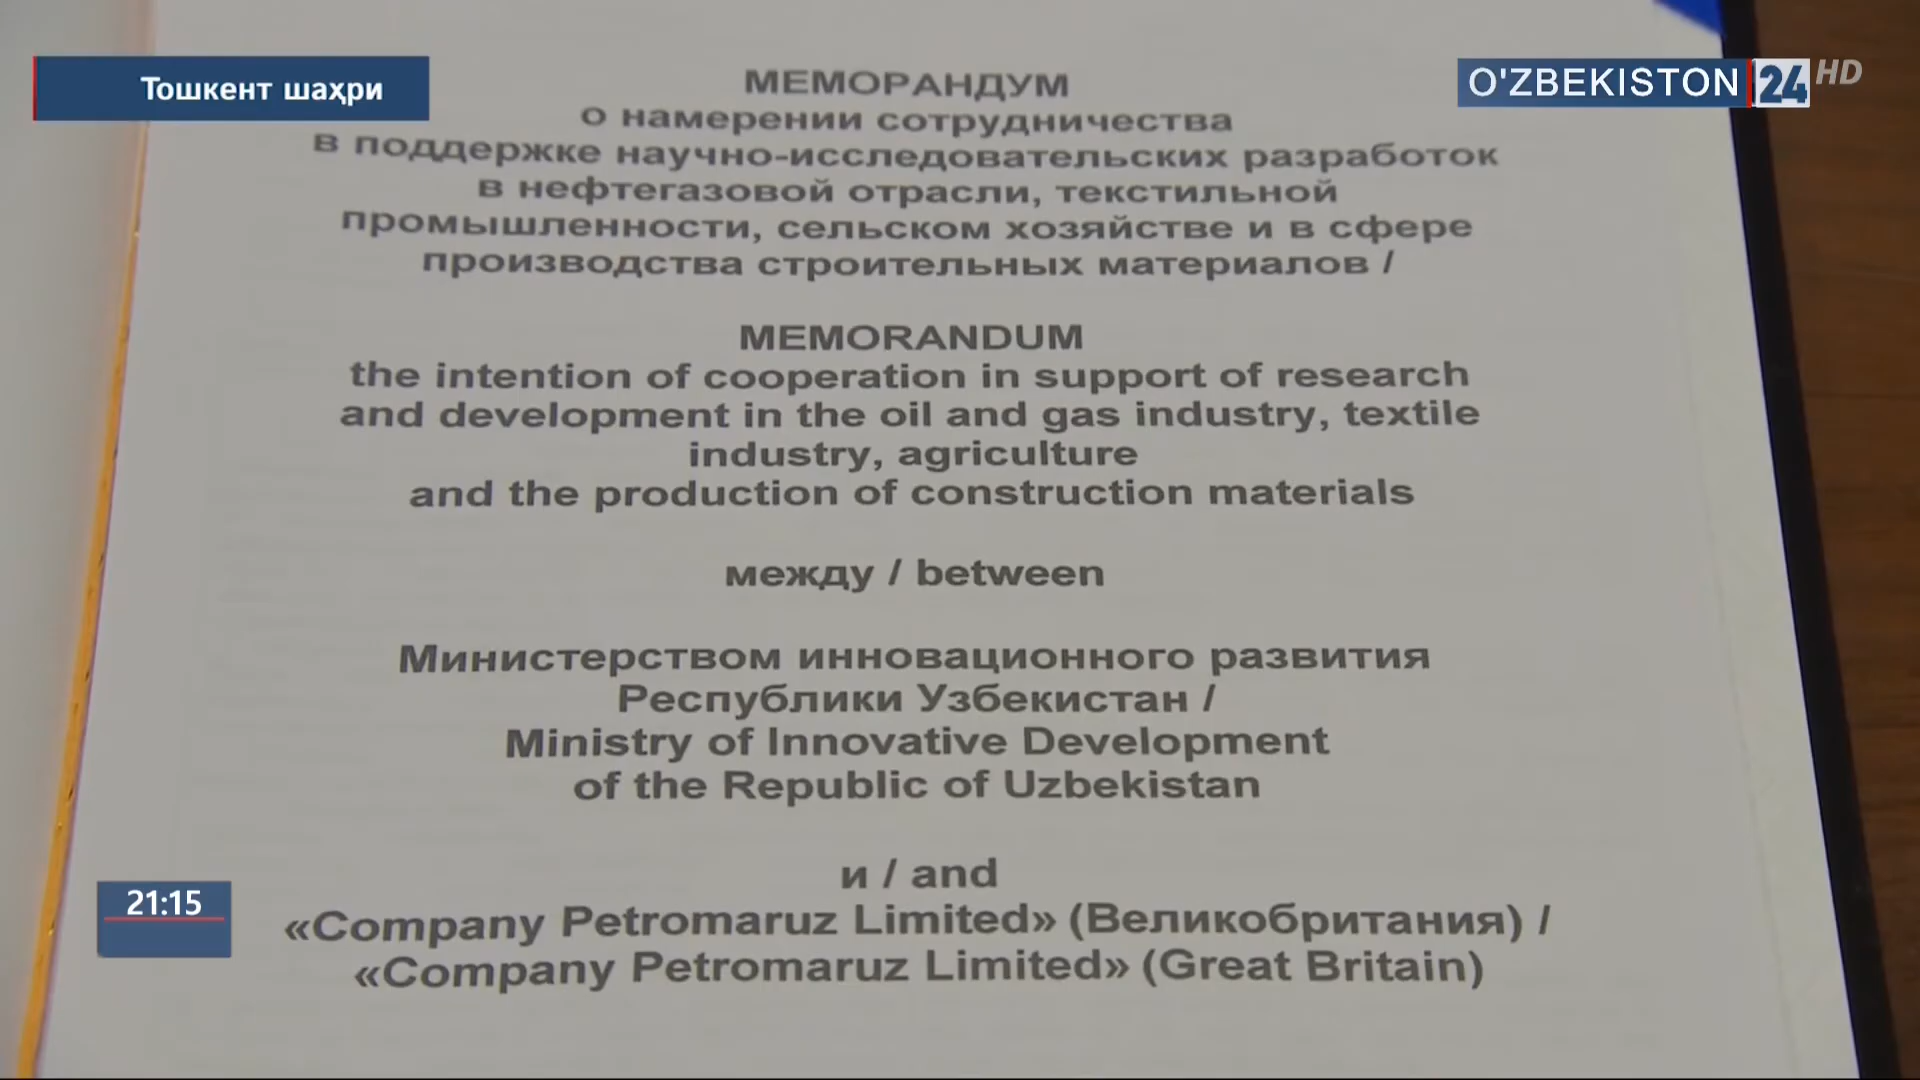 Тошкент шаҳри
O'ZBEKISTON 24 HD
МЕМОРАНДУМ
о намерении сотрудничества
в поддержке научно-исследовательских разработок
в нефтегазовой отрасли, текстильной
промышленности, сельском хозяйстве и в сфере
производства строительных материалов /
MEMORANDUM
the intention of cooperation in support of research
and development in the oil and gas industry, textile
industry, agriculture
and the production of construction materials
между / between
Министерством инновационного развития
Республики Узбекистан /
Ministry of Innovative Development
of the Republic of Uzbekistan
и / and
«Company Petromaruz Limited» (Великобритания) /
«Company Petromaruz Limited» (Great Britain)
21:15